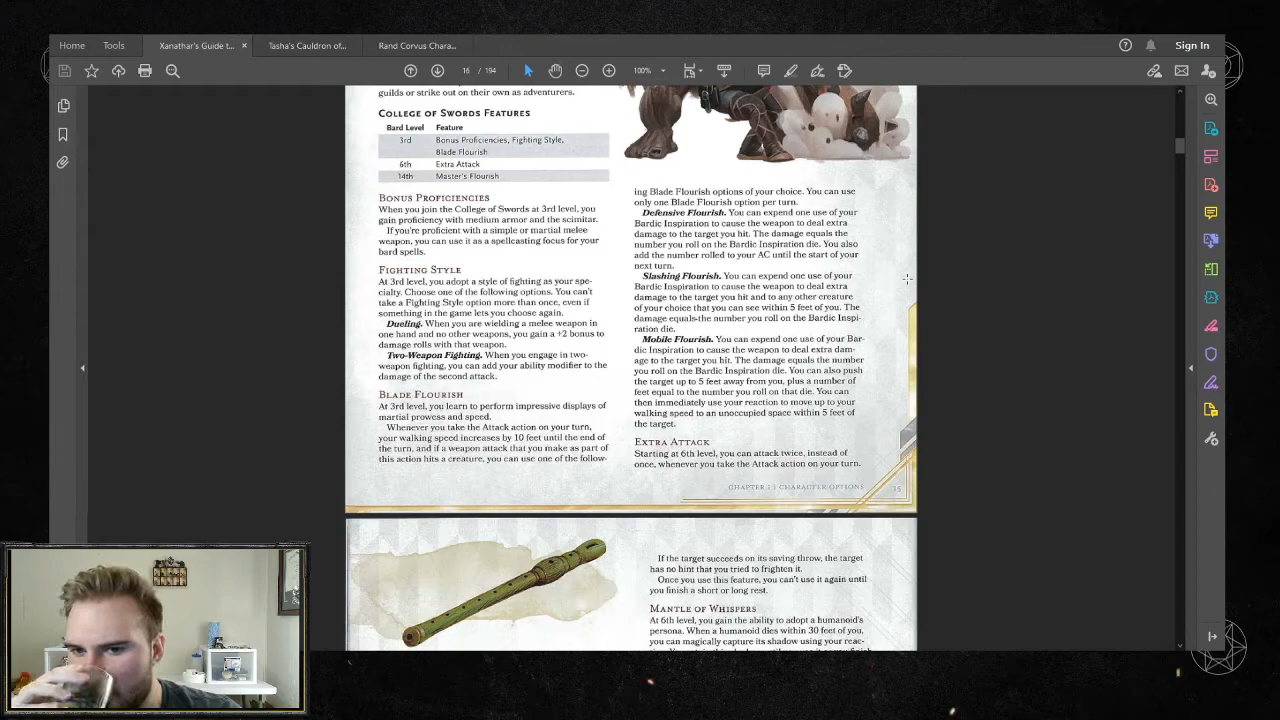 Home Tools Xanathar's Guide t... × Tasha's Cauldron of... Rand Corvus Chara... Sign In
16 / 194 100%
guilds or strike out on their own as adventurers.
College of Swords Features
Bard Level Feature
3rd Bonus Proficiencies, Fighting Style,
Blade Flourish
6th Extra Attack
14th Master's Flourish
Bonus Proficiencies
When you join the College of Swords at 3rd level, you
gain proficiency with medium armor and the scimitar.
If you're proficient with a simple or martial melee
weapon, you can use it as a spellcasting focus for your
bard spells.
Fighting Style
At 3rd level, you adopt a style of fighting as your spe-
cialty. Choose one of the following options. You can't
take a Fighting Style option more than once, even if
something in the game lets you choose again.
Dueling. When you are wielding a melee weapon in
one hand and no other weapons, you gain a +2 bonus to
damage rolls with that weapon.
Two-Weapon Fighting. When you engage in two-
weapon fighting, you can add your ability modifier to the
damage of the second attack.
Blade Flourish
At 3rd level, you learn to perform impressive displays of
martial prowess and speed.
Whenever you take the Attack action on your turn,
your walking speed increases by 10 feet until the end of
the turn, and if a weapon attack that you make as part of
this action hits a creature, you can use one of the follow-
ing Blade Flourish options of your choice. You can use
only one Blade Flourish option per turn.
Defensive Flourish. You can expend one use of your
Bardic Inspiration to cause the weapon to deal extra
damage to the target you hit. The damage equals the
number you roll on the Bardic Inspiration die. You also
add the number rolled to your AC until the start of your
next turn.
Slashing Flourish. You can expend one use of your
Bardic Inspiration to cause the weapon to deal extra
damage to the target you hit and to any other creature
of your choice that you can see within 5 feet of you. The
damage equals the number you roll on the Bardic Inspi-
ration die.
Mobile Flourish. You can expend one use of your Bar-
dic Inspiration to cause the weapon to deal extra dam-
age to the target you hit. The damage equals the number
you roll on the Bardic Inspiration die. You can also push
the target up to 5 feet away from you, plus a number of
feet equal to the number you roll on that die. You can
then immediately use your reaction to move up to your
walking speed to an unoccupied space within 5 feet of
the target.
Extra Attack
Starting at 6th level, you can attack twice, instead of
once, whenever you take the Attack action on your turn.
CHAPTER 1 | CHARACTER OPTIONS 15
If the target succeeds on its saving throw, the target
has no hint that you tried to frighten it.
Once you use this feature, you can't use it again until
you finish a short or long rest.
Mantle of Whispers
At 6th level, you gain the ability to adopt a humanoid's
persona. When a humanoid dies within 30 feet of you,
you can magically capture its shadow using your reac-